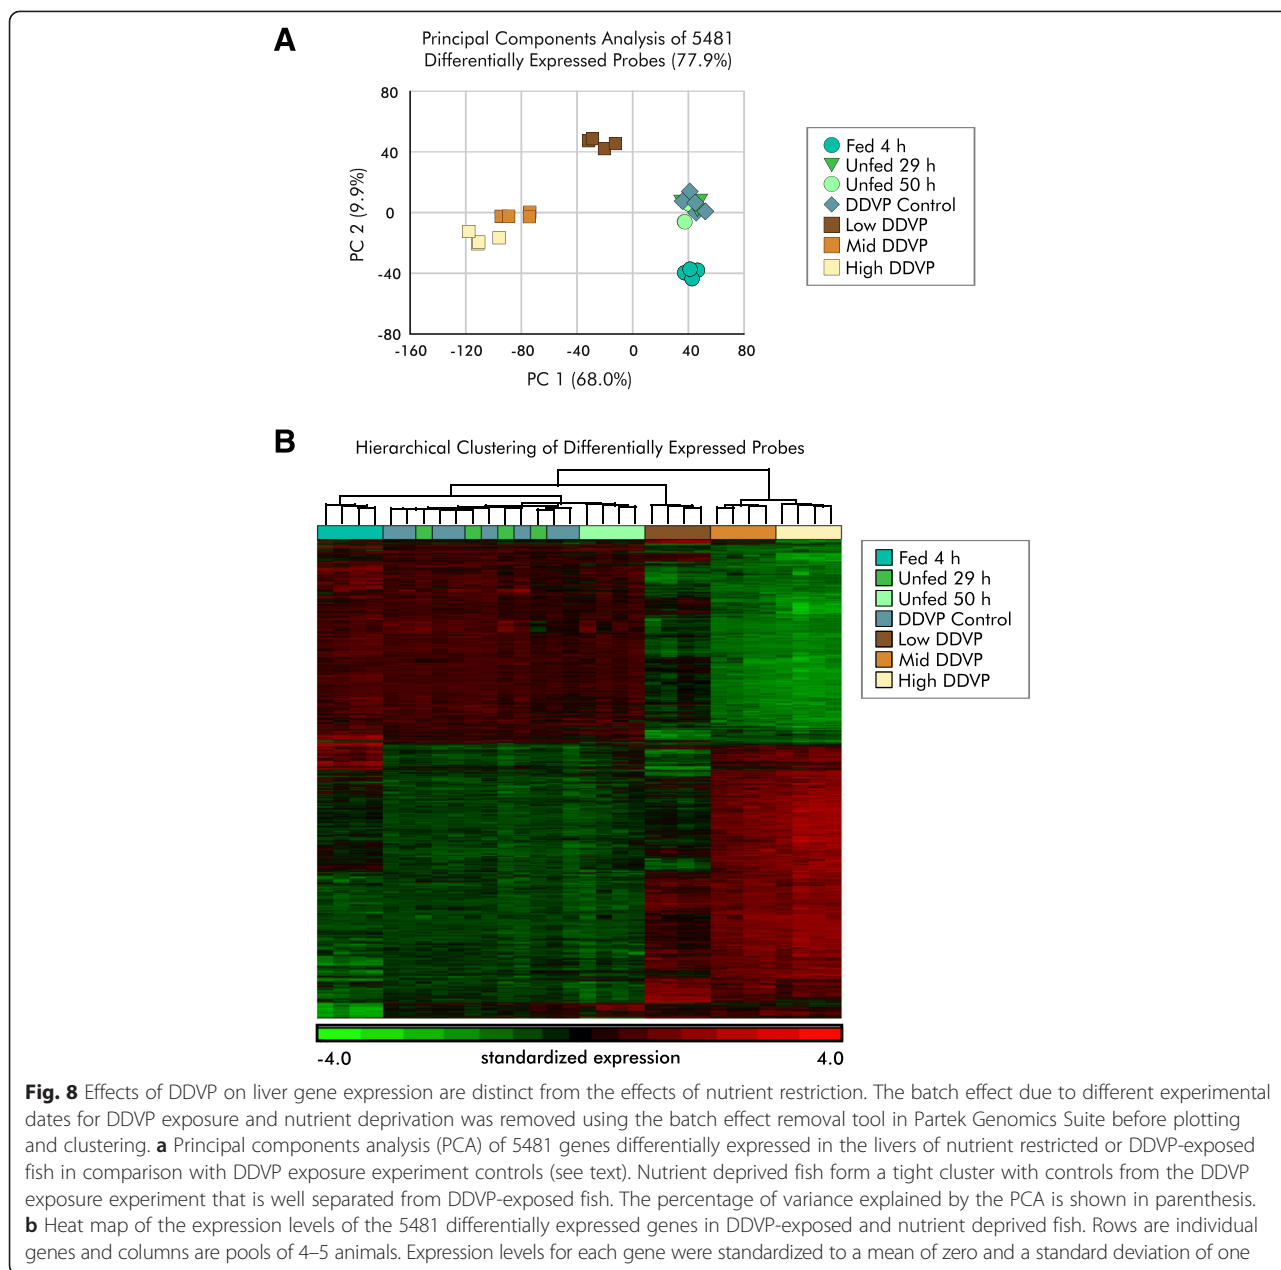 A
Principal Components Analysis of 5481
Differentially Expressed Probes (77.9%)
80
40
0
-40
-80
PC 2 (9.9%)
-160 -120 -80 -40 0 40 80
PC 1 (68.0%)
Fed 4 h
Unfed 29 h
Unfed 50 h
DDVP Control
Low DDVP
Mid DDVP
High DDVP
B
Hierarchical Clustering of Differentially Expressed Probes
Fed 4 h
Unfed 29 h
Unfed 50 h
DDVP Control
Low DDVP
Mid DDVP
High DDVP
-4.0 standardized expression 4.0
Fig. 8 Effects of DDVP on liver gene expression are distinct from the effects of nutrient restriction. The batch effect due to different experimental
dates for DDVP exposure and nutrient deprivation was removed using the batch effect removal tool in Partek Genomics Suite before plotting
and clustering. a Principal components analysis (PCA) of 5481 genes differentially expressed in the livers of nutrient restricted or DDVP-exposed
fish in comparison with DDVP exposure experiment controls (see text). Nutrient deprived fish form a tight cluster with controls from the DDVP
exposure experiment that is well separated from DDVP-exposed fish. The percentage of variance explained by the PCA is shown in parenthesis.
b Heat map of the expression levels of the 5481 differentially expressed genes in DDVP-exposed and nutrient deprived fish. Rows are individual
genes and columns are pools of 4–5 animals. Expression levels for each gene were standardized to a mean of zero and a standard deviation of one